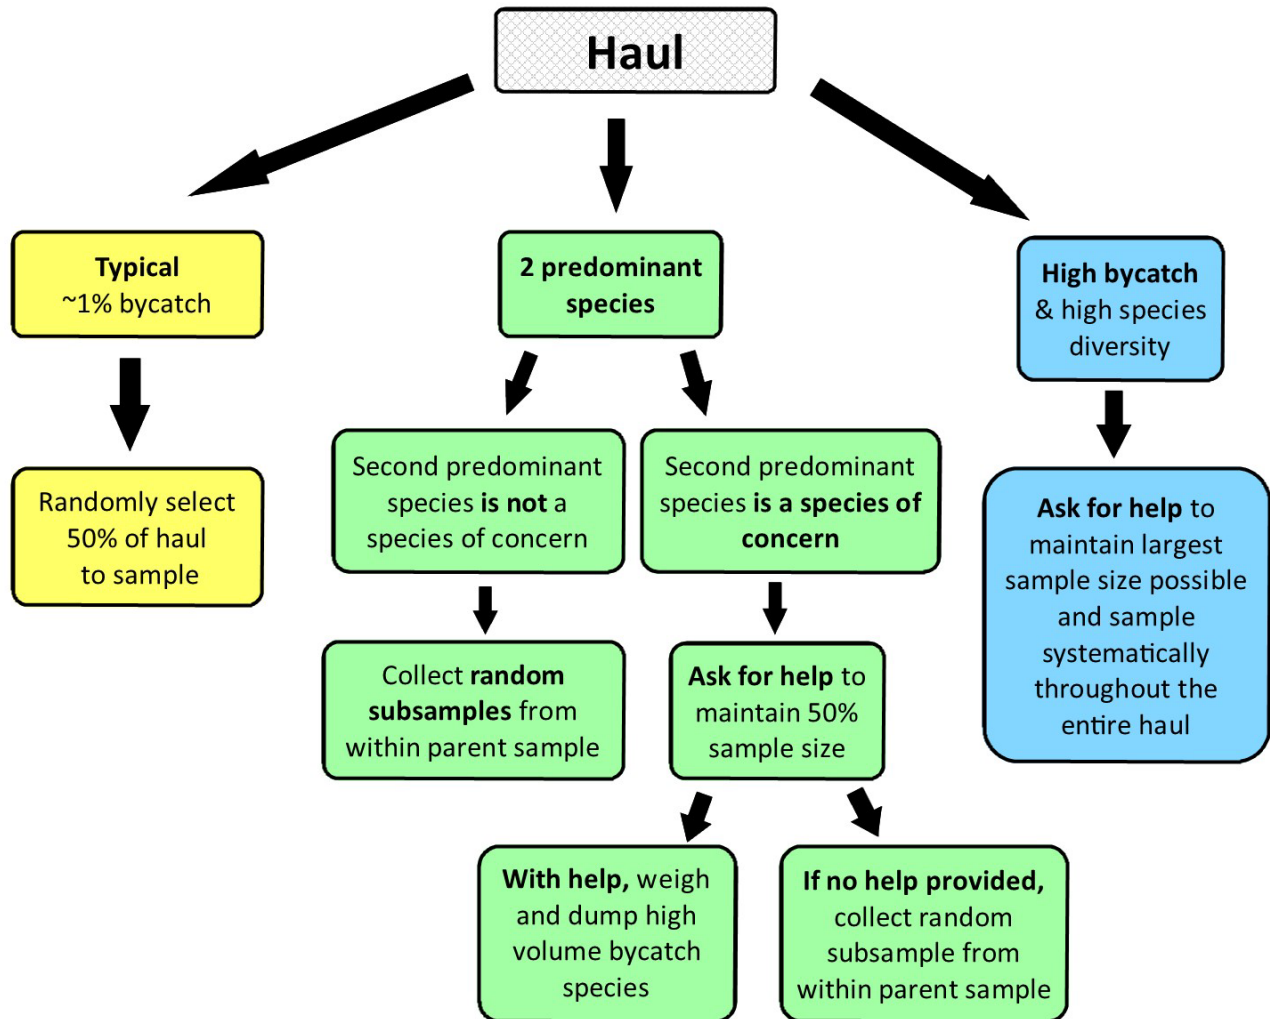 Haul
Typical
~1% bycatch
2 predominant
species
High bycatch
& high species
diversity
Randomly select
50% of haul
to sample
Second predominant
species is not a
species of concern
Second predominant
species is a species of
concern
Ask for help to
maintain largest
sample size possible
and sample
systematically
throughout the
entire haul
Collect random
subsamples from
within parent sample
Ask for help to
maintain 50%
sample size
With help, weigh
and dump high
volume bycatch
species
If no help provided,
collect random
subsample from
within parent sample